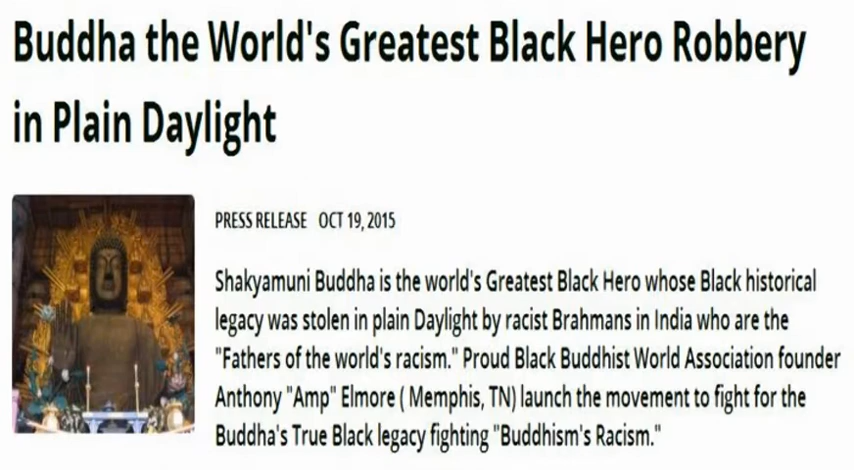 Buddha the World's Greatest Black Hero Robbery
in Plain Daylight
PRESS RELEASE OCT 19, 2015
Shakyamuni Buddha is the world's Greatest Black Hero whose Black historical
legacy was stolen in plain Daylight by racist Brahmans in India who are the
"Fathers of the world's racism." Proud Black Buddhist World Association founder
Anthony "Amp" Elmore ( Memphis, TN) launch the movement to fight for the
Buddha's True Black legacy fighting "Buddhism's Racism."